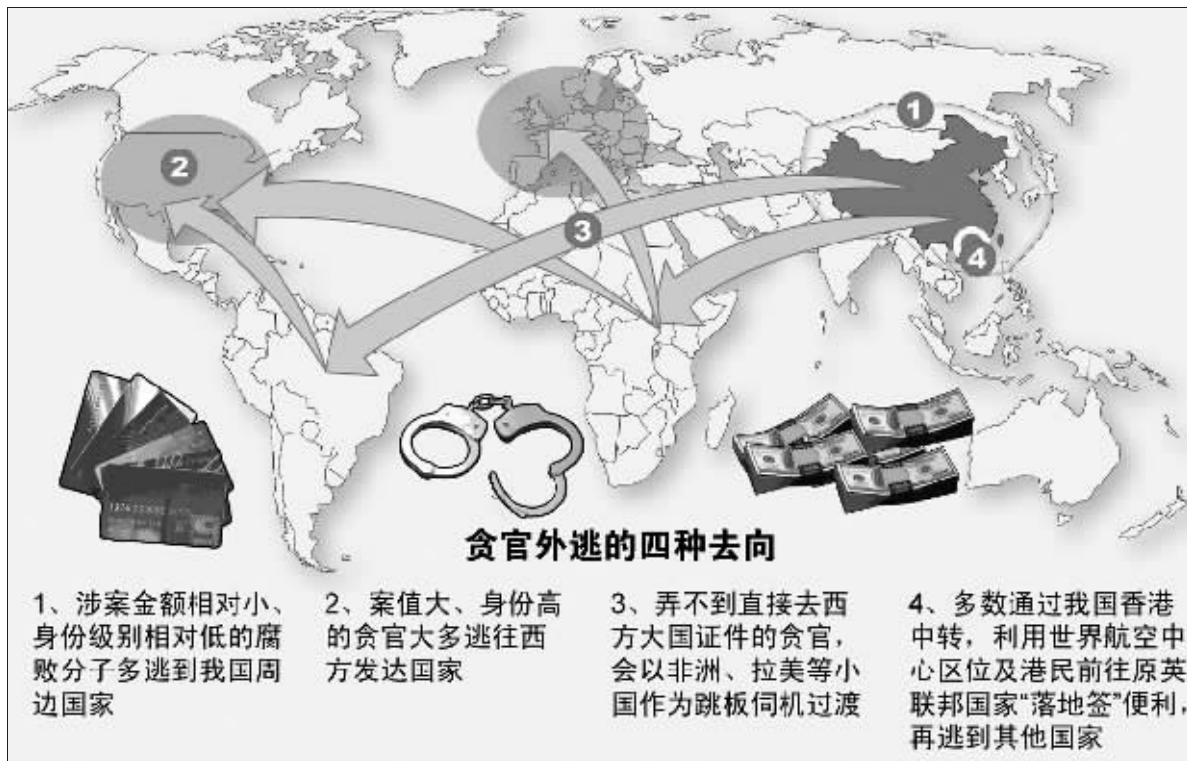 1
2
3
4
贪官外逃的四种去向
1、涉案金额相对小、
身份级别相对低的腐
败分子多逃到我国周
边国家
2、案值大、身份高
的贪官大多逃往西
方发达国家
3、弄不到直接去西
方大国证件的贪官，
会以非洲、拉美等小
国作为跳板伺机过渡
4、多数通过我国香港
中转，利用世界航空中
心区位及港民前往原英
联邦国家“落地签”便利，
再逃到其他国家